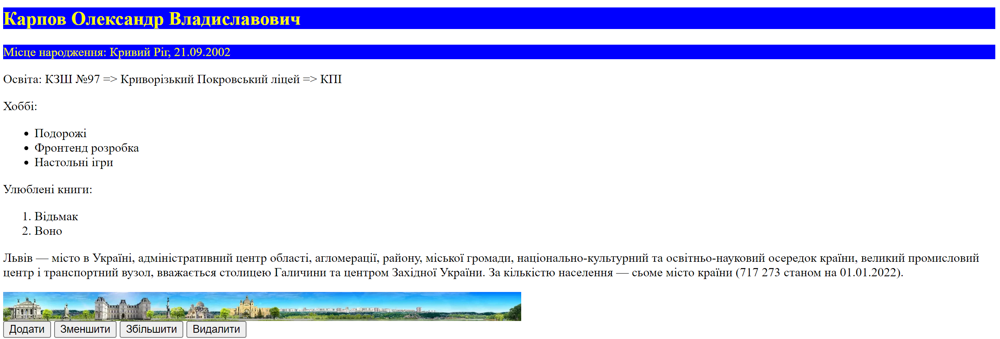 Карпов Олександр Владиславович
Місце народження: Кривий Ріг, 21.09.2002
Освіта: КЗШ №97 => Криворізький Покровський ліцей => КПІ
Хоббі:
• Подорожі
• Фронтенд розробка
• Настольні ігри
Улюблені книги:
1. Відьмак
2. Воно
Львів — місто в Україні, адміністративний центр області, агломерації, району, міської громади, національно-культурний та освітньо-науковий осередок країни, великий промисловий
центр і транспортний вузол, вважається столицею Галичини та центром Західної України. За кількістю населення — сьоме місто країни (717 273 станом на 01.01.2022).
Додати Зменшити Збільшити Видалити